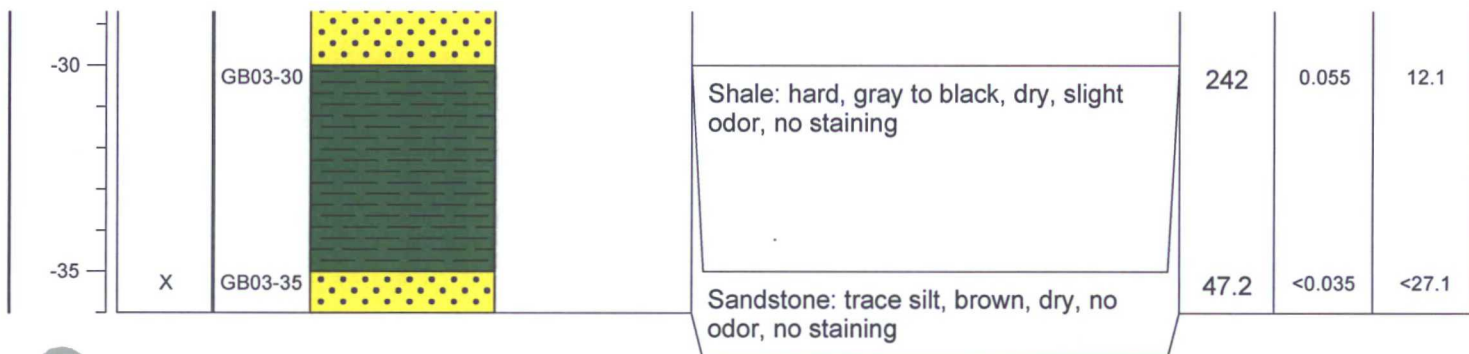 -30
GB03-30
Shale: hard, gray to black, dry, slight
odor, no staining
242
0.055
12.1
-35
X
GB03-35
Sandstone: trace silt, brown, dry, no
odor, no staining
47.2
<0.035
<27.1